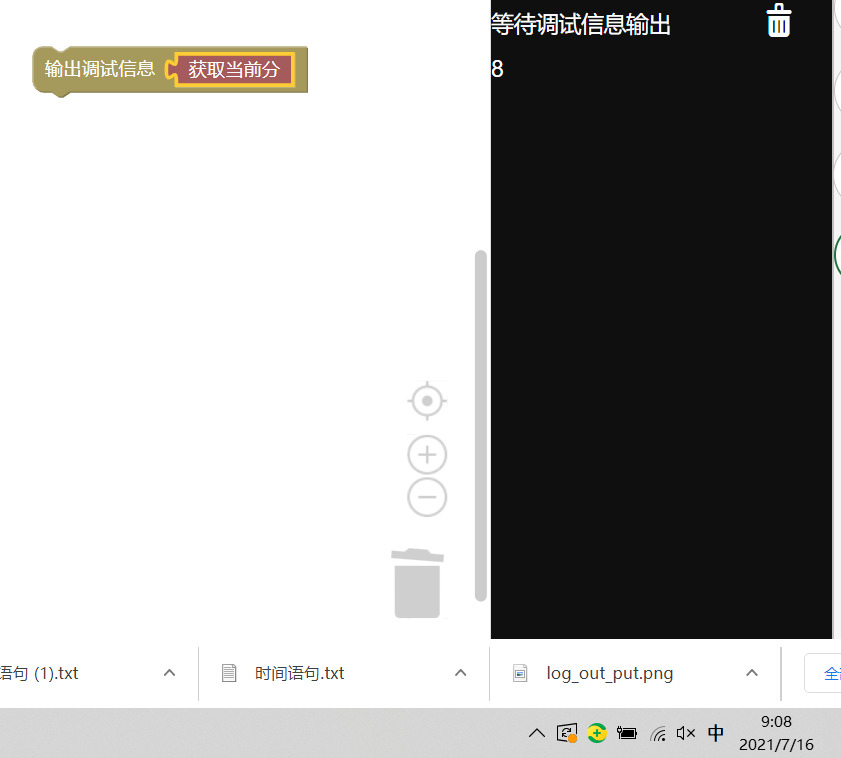 等待调试信息输出
输出调试信息 获取当前分
8
语句 (1).txt
时间语句.txt
log_out_put.png
全
中
9:08
2021/7/16